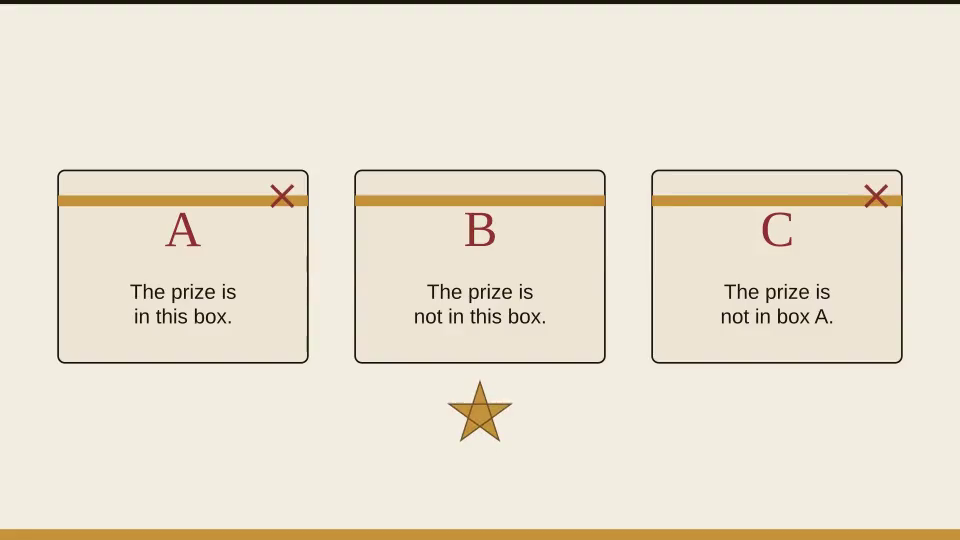 A
The prize is
in this box.
B
The prize is
not in this box.
C
The prize is
not in box A.